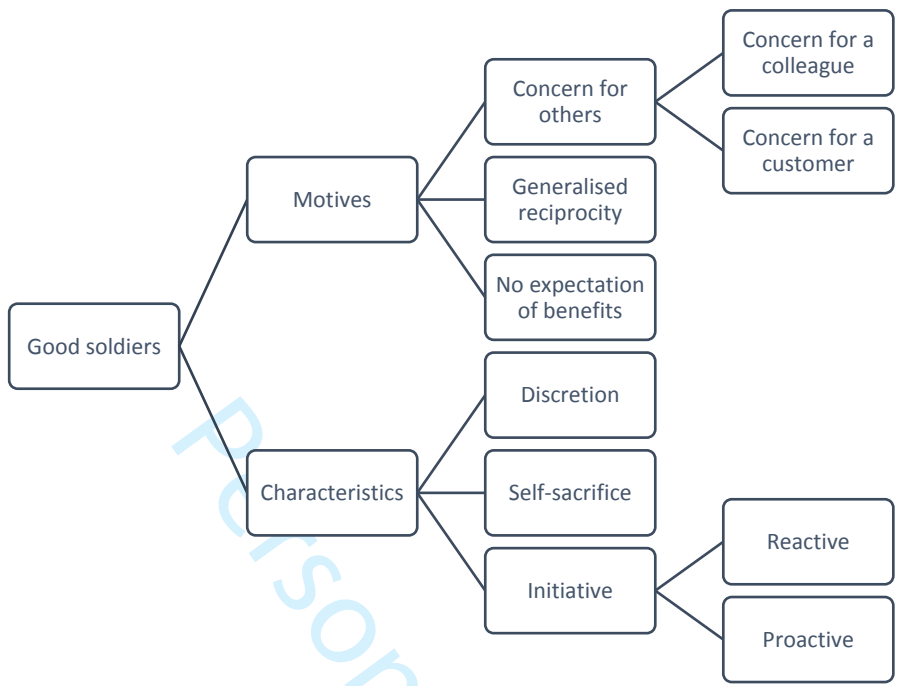 Good soldiers
Motives
Concern for
others
Concern for a
colleague
Concern for a
customer
Generalised
reciprocity
No expectation
of benefits
Characteristics
Discretion
Self-sacrifice
Initiative
Reactive
Proactive
Person